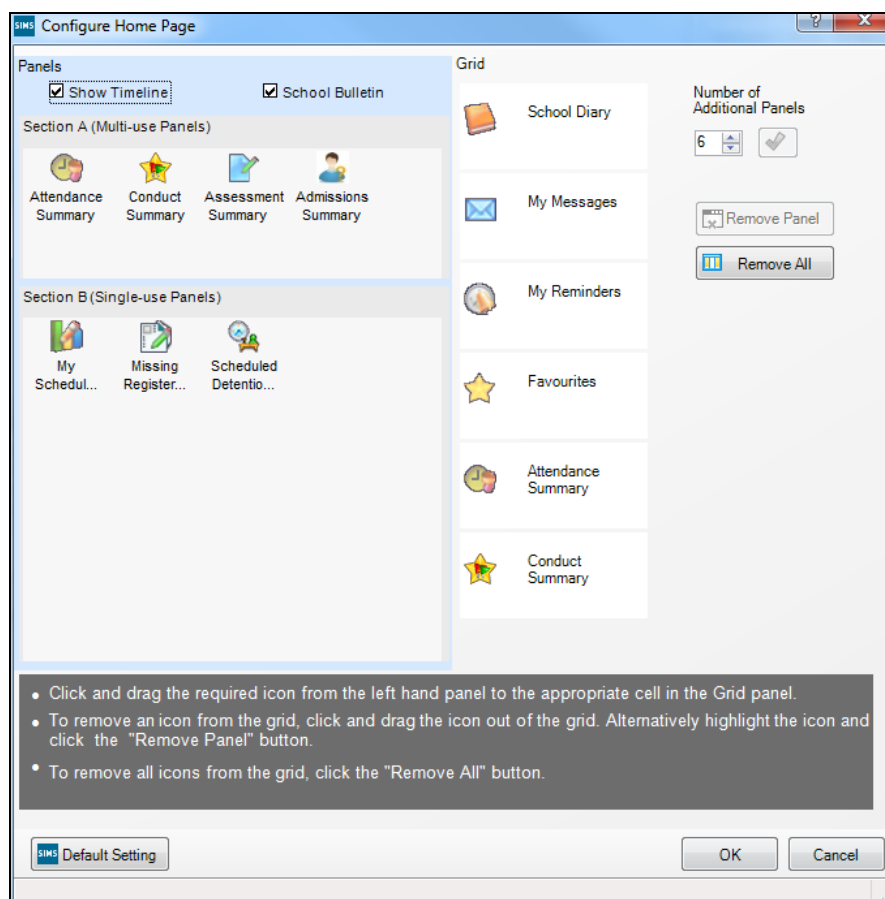 SIMS Configure Home Page
?
X
Panels
Show Timeline
School Bulletin
Section A (Multi-use Panels)
Attendance
Summary
Conduct
Summary
Assessment
Summary
Admissions
Summary
Section B (Single-use Panels)
My
Schedul...
Missing
Register...
Scheduled
Detentio...
Grid
School Diary
My Messages
My Reminders
Favourites
Attendance
Summary
Conduct
Summary
Number of
Additional Panels
6
Remove Panel
Remove All
• Click and drag the required icon from the left hand panel to the appropriate cell in the Grid panel.
• To remove an icon from the grid, click and drag the icon out of the grid. Alternatively highlight the icon and
click the "Remove Panel" button.
• To remove all icons from the grid, click the "Remove All" button.
SIMS Default Setting
OK
Cancel